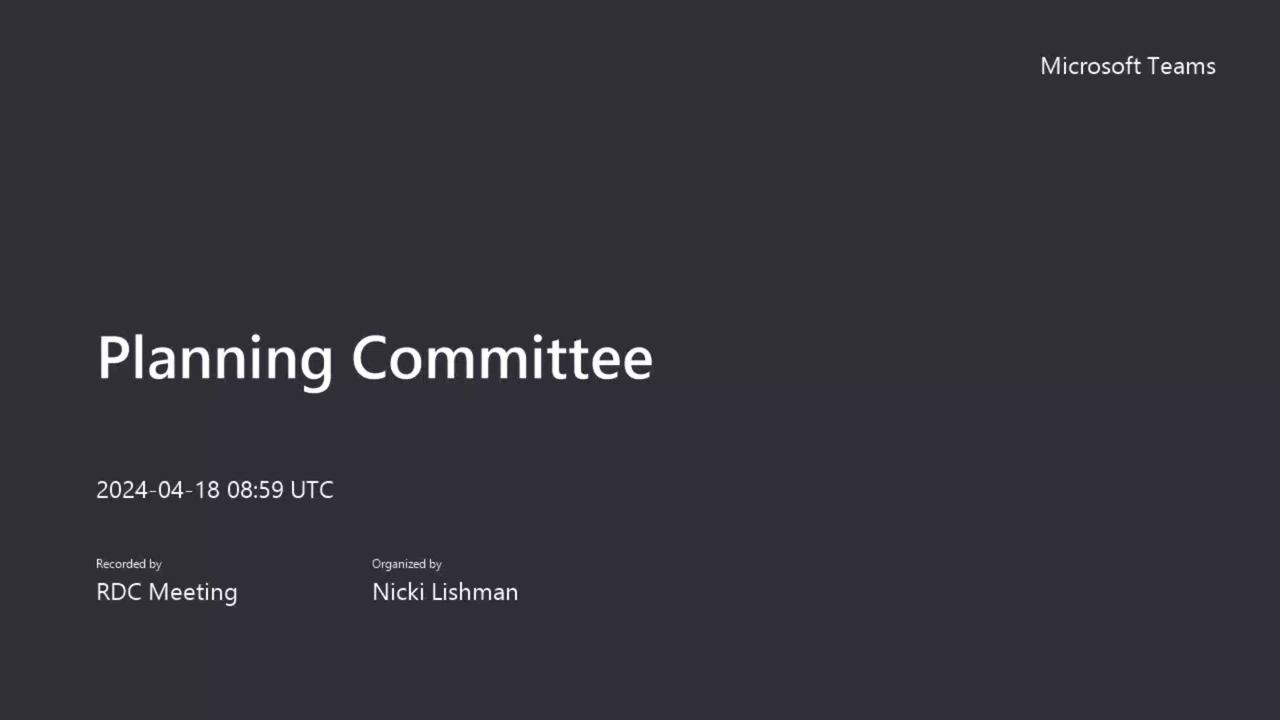 Microsoft Teams
Planning Committee
2024-04-18 08:59 UTC
Recorded by
Organized by
RDC Meeting
Nicki Lishman